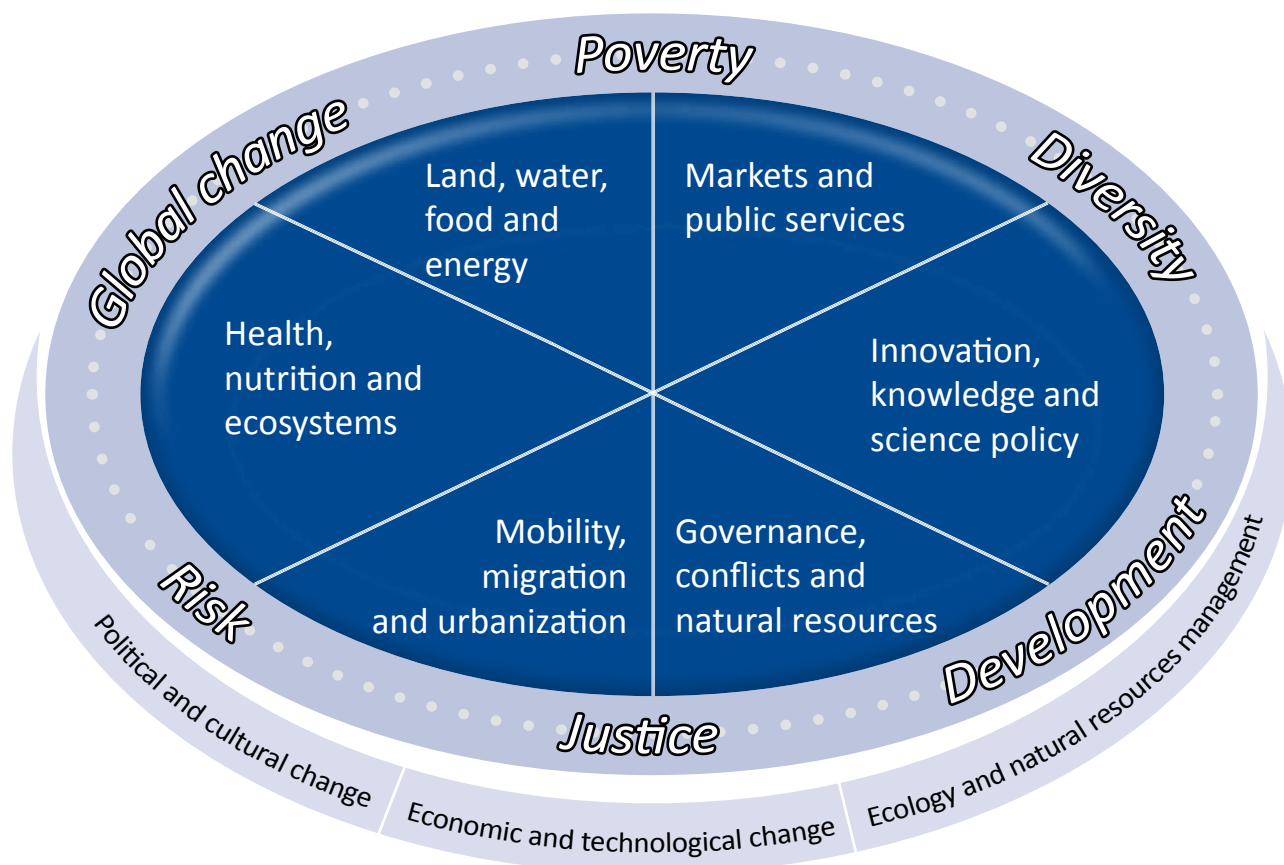 Poverty
Global change
Diversity
Land, water,
food and
energy
Markets and
public services
Health,
nutrition and
ecosystems
Innovation,
knowledge and
science policy
Mobility,
migration
and urbanization
Governance,
conflicts and
natural resources
Risk
Justice
Development
Political and cultural change
Economic and technological change
Ecology and natural resources management